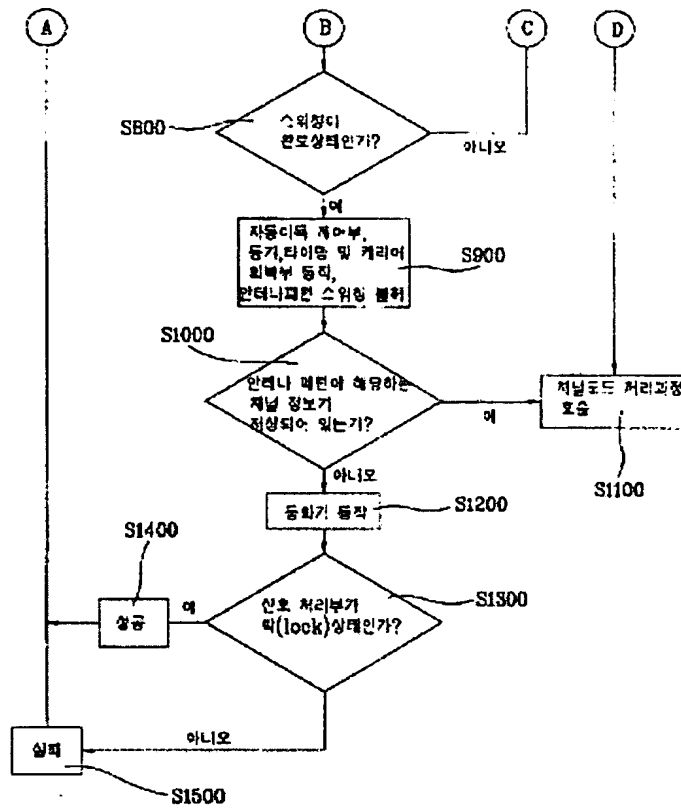 A
B
C
D
S800
스위칭이
완료상태인가?
아니오
예
자동이득 제어부,
동기,타이밍 및 캐리어
회복부 동작,
안테나패턴 스위칭 불허
S900
S1000
안테나 패턴에 해당하는
채널 정보가
저장되어 있는가?
예
채널로드 처리과정
호출
S1100
아니오
등화기 동작
S1200
S1400
성공
예
신호 처리부가
락(lock)상태인가?
S1300
아니오
실패
S1500